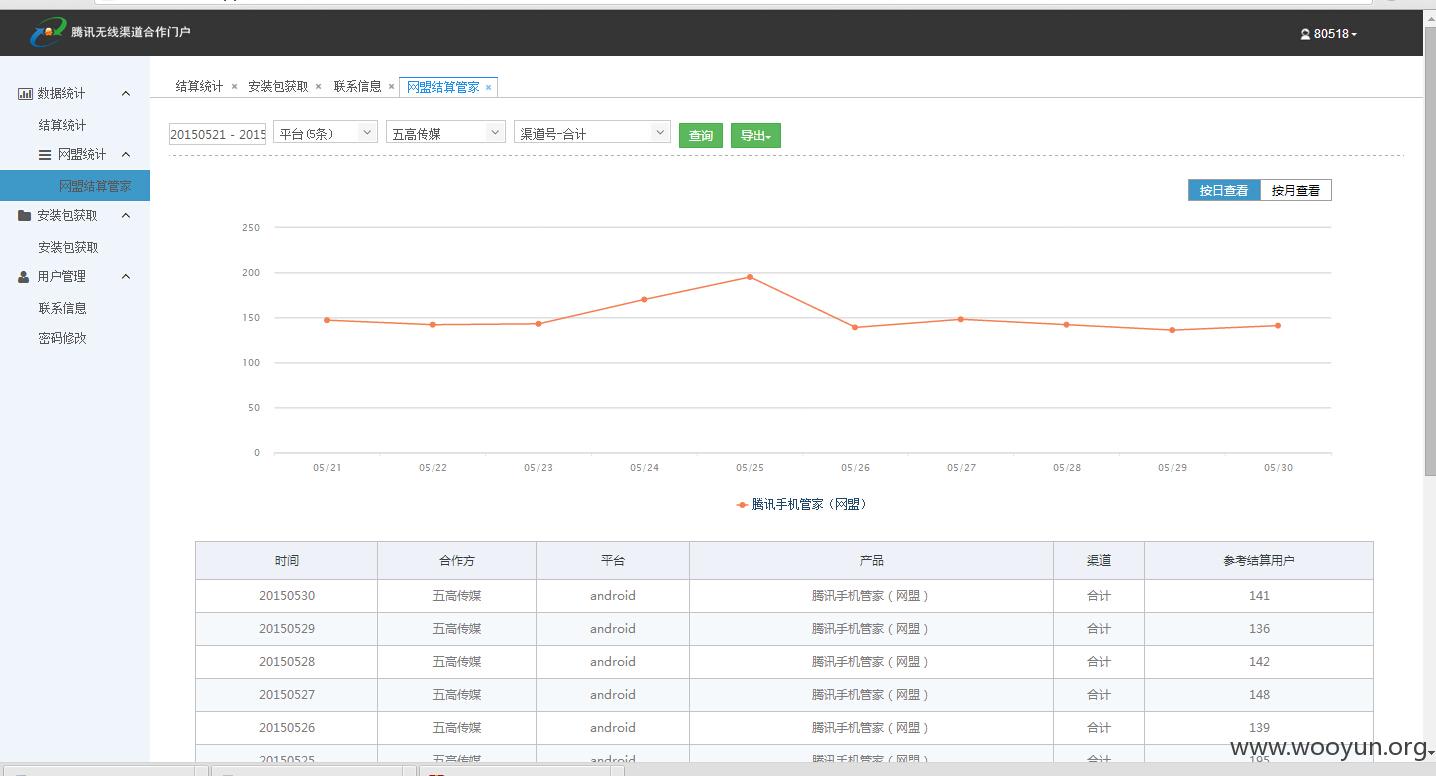 腾讯无线渠道合作门户
80518
数据统计
结算统计
网盟统计
网盟结算管家
安装包获取
安装包获取
用户管理
联系信息
密码修改
结算统计 × 安装包获取 × 联系信息 × 网盟结算管家 ×
20150521 - 2015 平台(5条) 五高传媒 渠道号-合计 查询 导出
按日查看 按月查看
250
200
150
100
50
0
05/21 05/22 05/23 05/24 05/25 05/26 05/27 05/28 05/29 05/30
腾讯手机管家（网盟）
时间 合作方 平台 产品 渠道 参考结算用户
20150530 五高传媒 android 腾讯手机管家（网盟） 合计 141
20150529 五高传媒 android 腾讯手机管家（网盟） 合计 136
20150528 五高传媒 android 腾讯手机管家（网盟） 合计 142
20150527 五高传媒 android 腾讯手机管家（网盟） 合计 148
20150526 五高传媒 android 腾讯手机管家（网盟） 合计 139
20150525 五高传媒 android 腾讯手机管家（网盟） 合计 195
www.wooyun.org